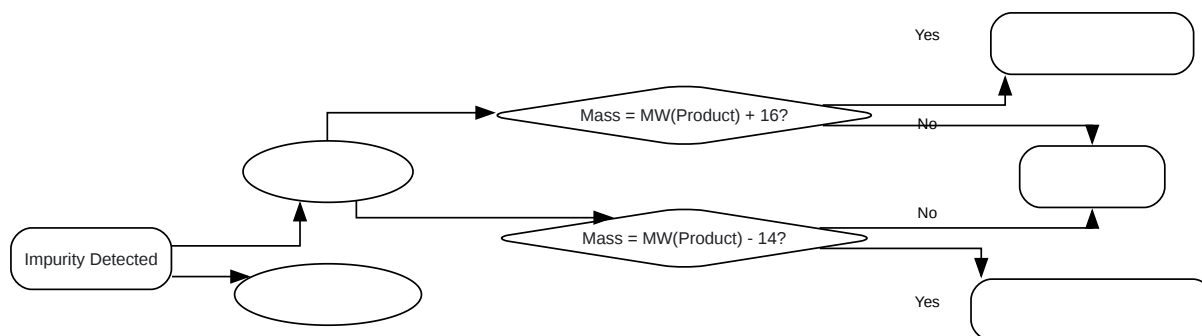 Yes
Mass = MW(Product) + 16?
No
No
Mass = MW(Product) - 14?
Impurity Detected
Yes